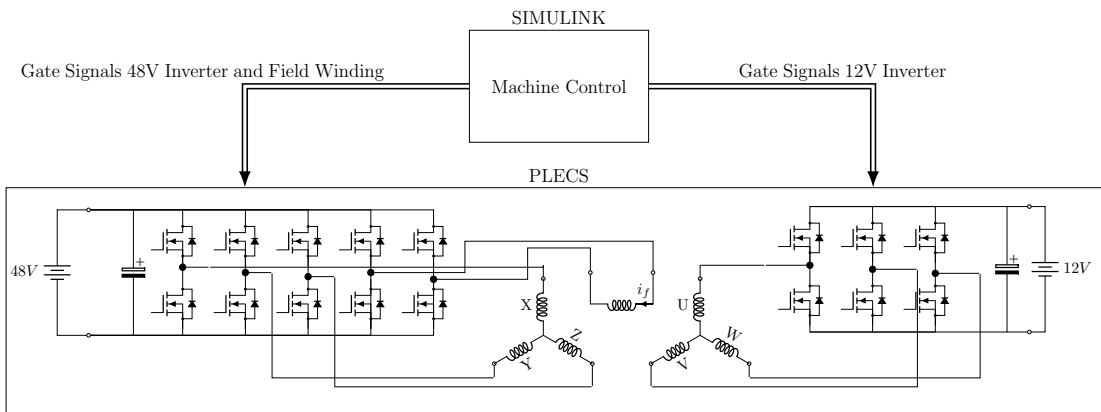 SIMULINK
Gate Signals 48V Inverter and Field Winding
Gate Signals 12V Inverter
Machine Control
PLECS
48V
+
+
12V
i_f
X
U
Z
W
Y
V